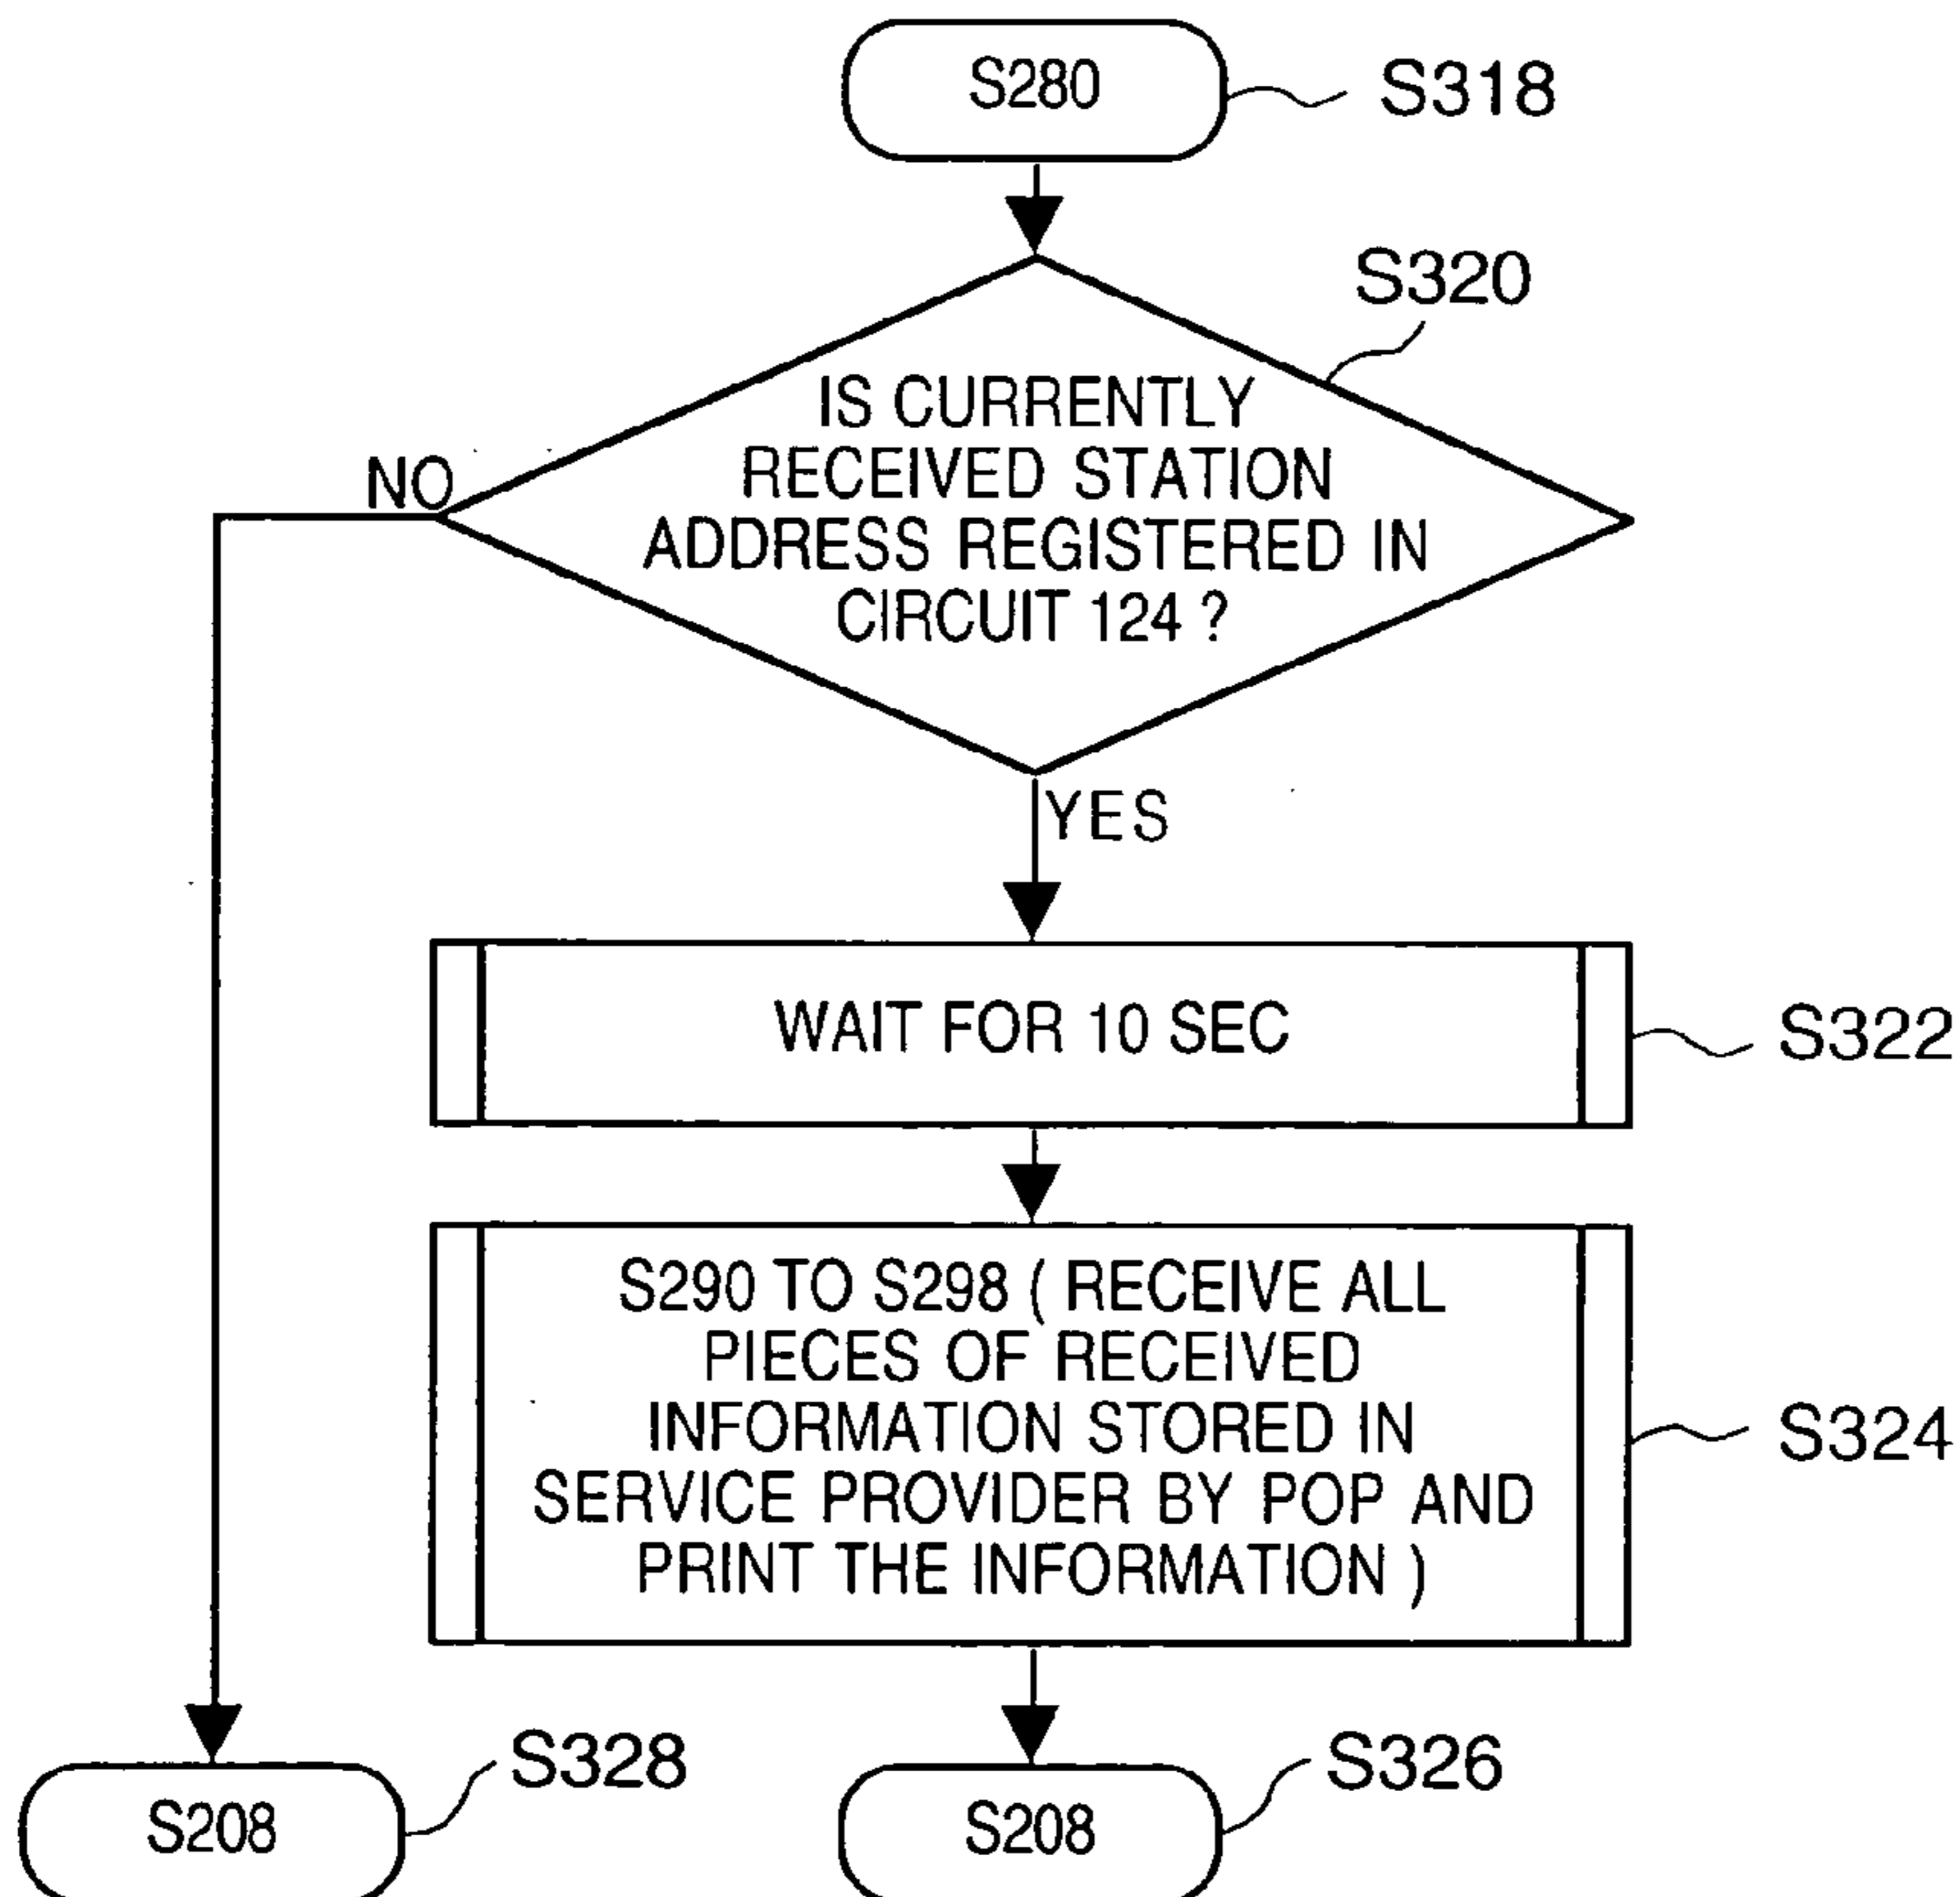 S280
S318
S320
IS CURRENTLY
RECEIVED STATION
ADDRESS REGISTERED IN
CIRCUIT 124 ?
NO
YES
WAIT FOR 10 SEC
S322
S290 TO S298 ( RECEIVE ALL
PIECES OF RECEIVED
INFORMATION STORED IN
SERVICE PROVIDER BY POP AND
PRINT THE INFORMATION )
S324
S208
S328
S208
S326